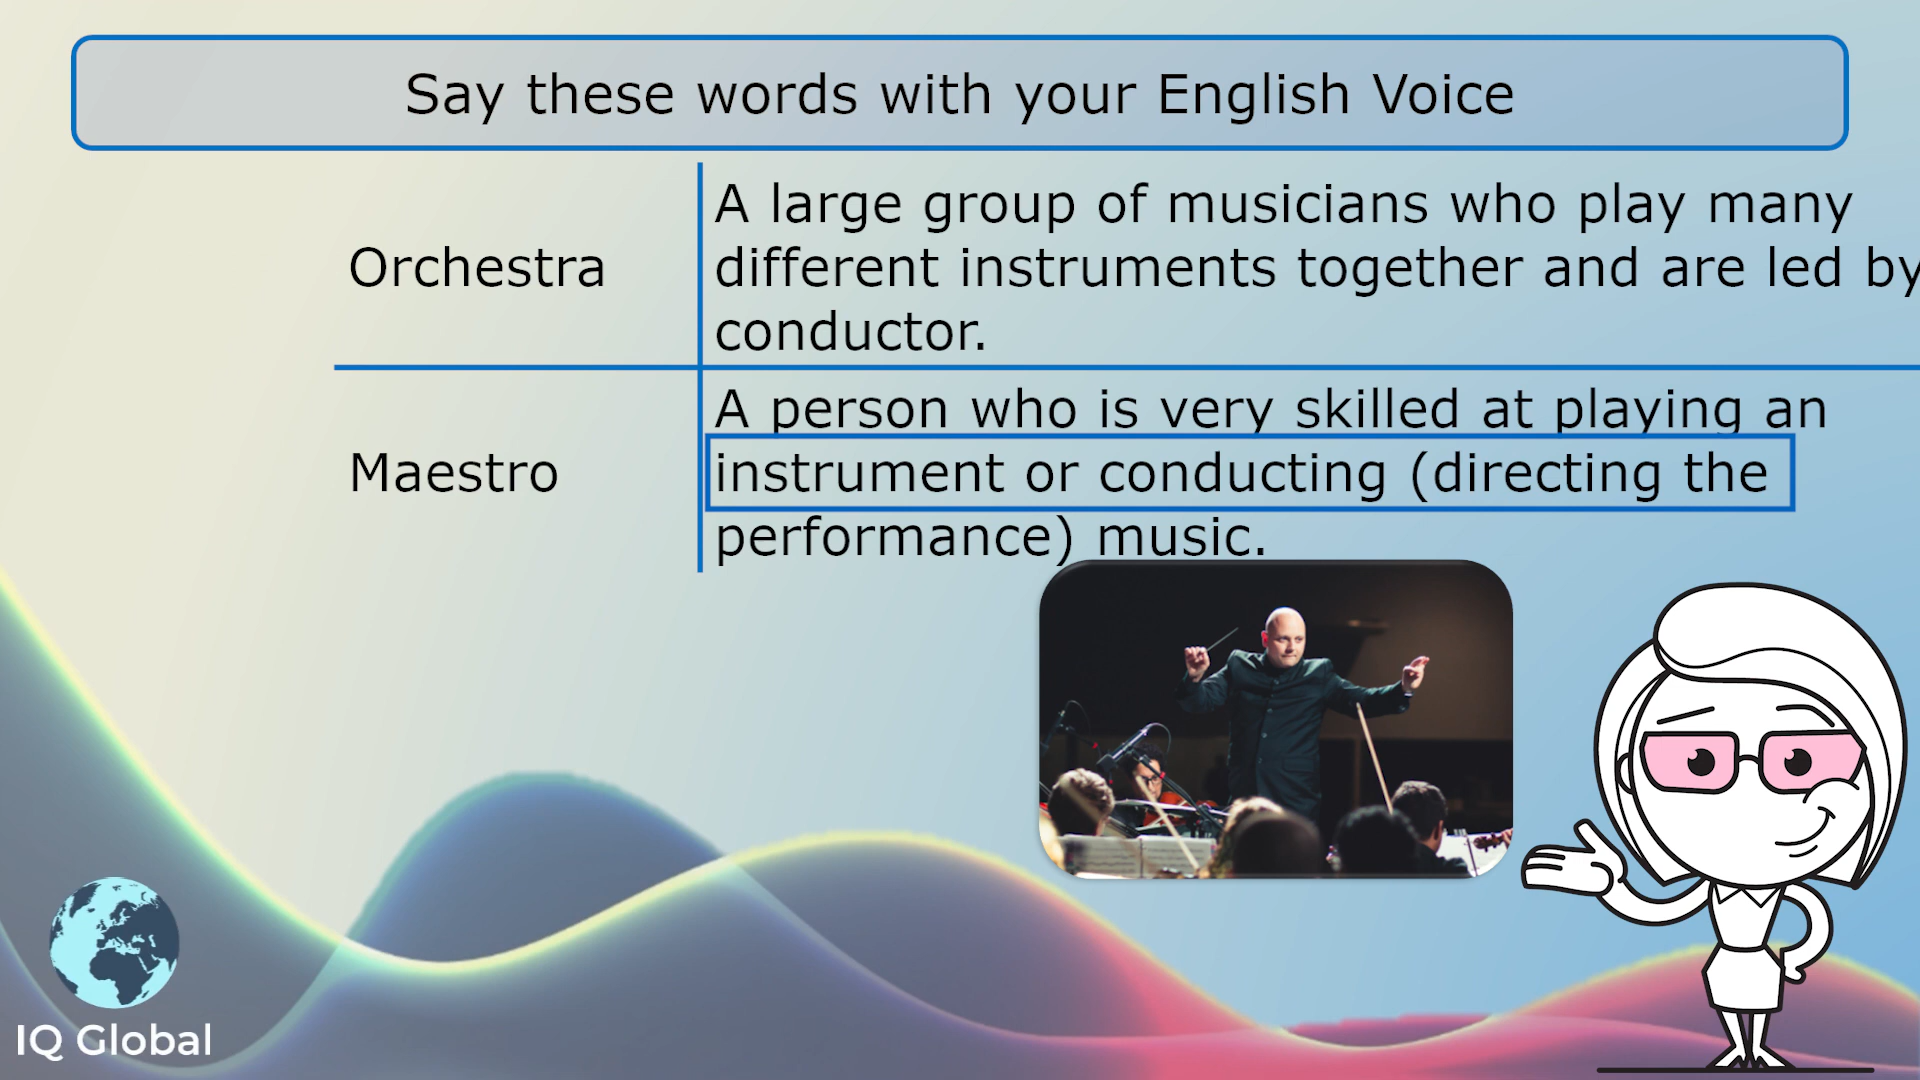 Say these words with your English Voice
Orchestra
A large group of musicians who play many
different instruments together and are led by
conductor.
Maestro
A person who is very skilled at playing an
instrument or conducting (directing the
performance) music.
IQ Global